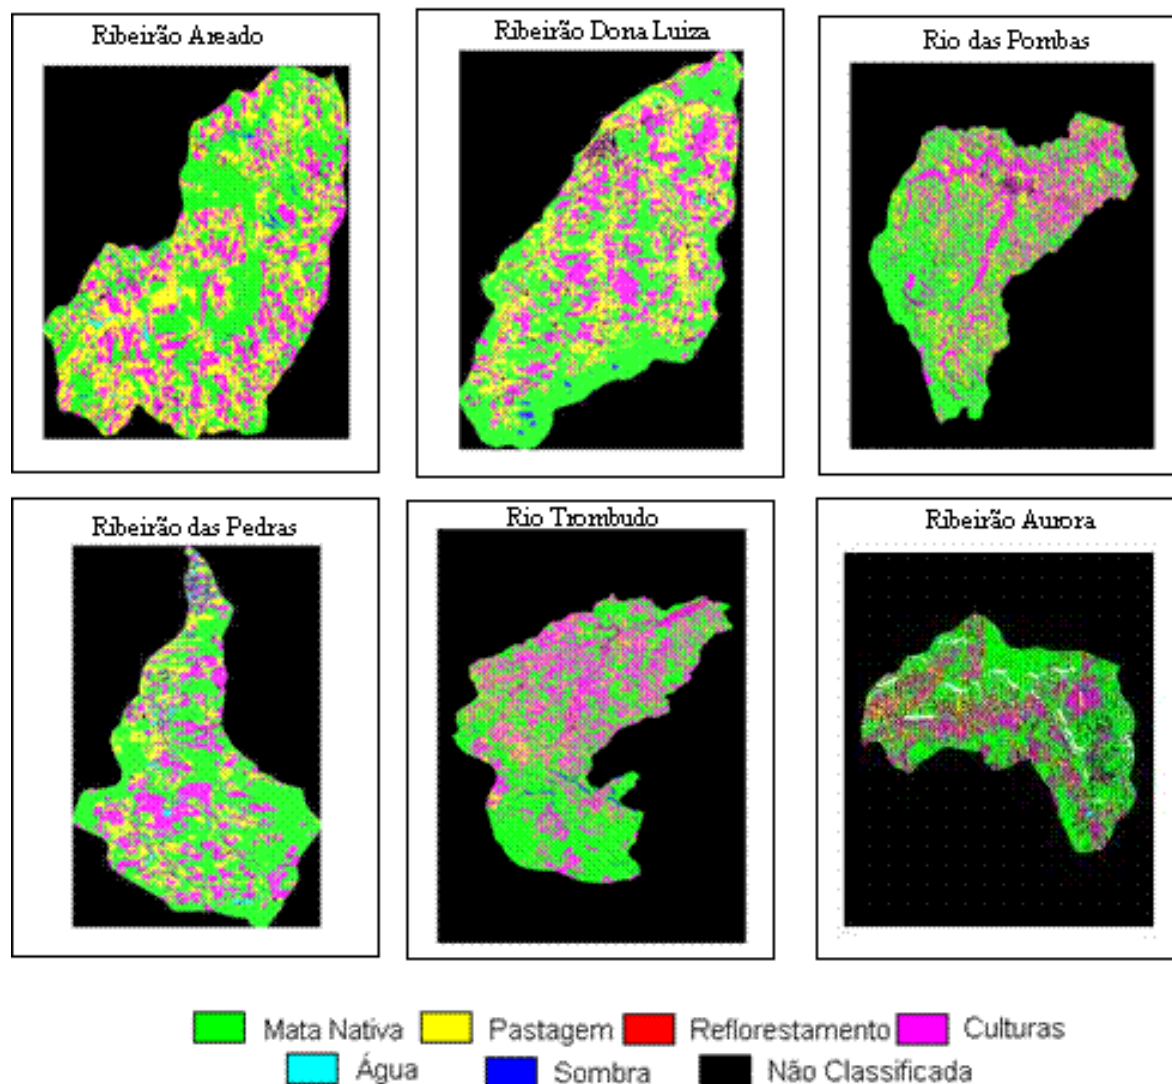 Ribeirão Areado
Ribeirão Dona Luiza
Rio das Pombas
Ribeirão das Pedras
Rio Trombudo
Ribeirão Aurora
Mata Nativa Pastagem Reflorestamento Culturas
Água Sombra Não Classificada